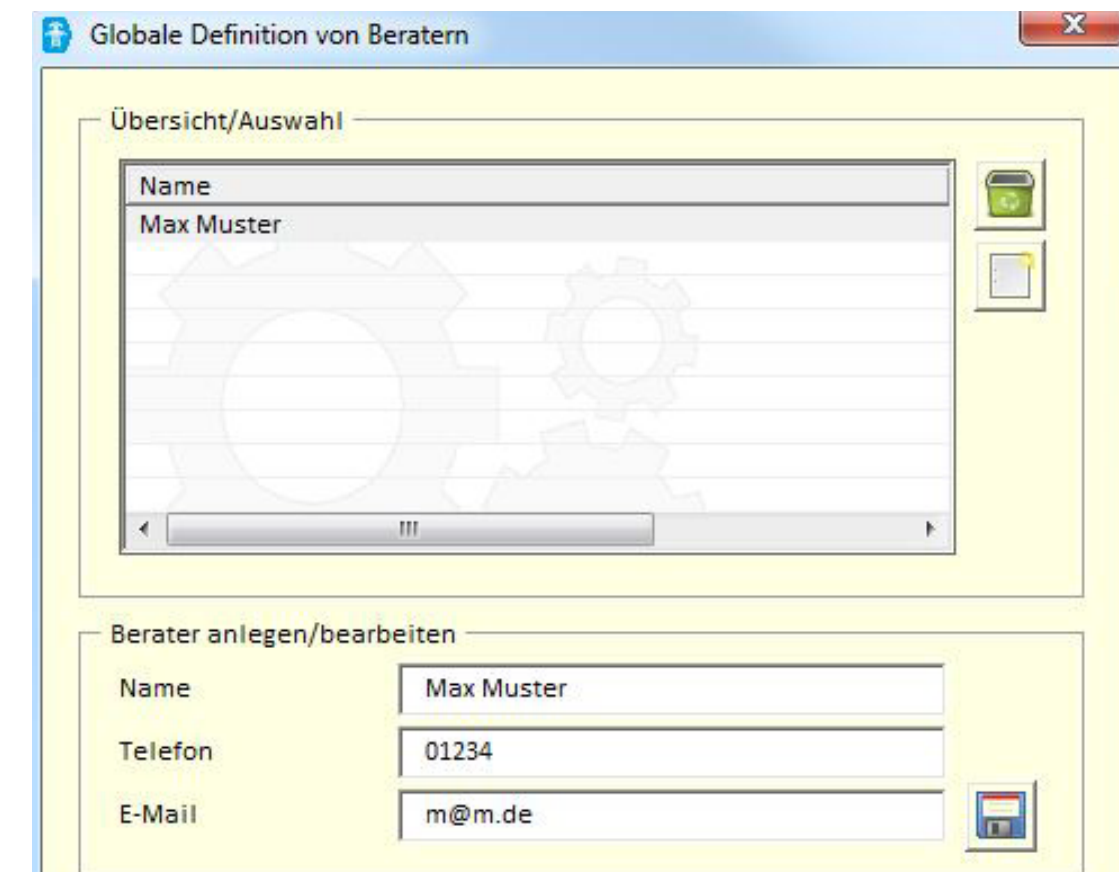 Globale Definition von Beratern
Übersicht/Auswahl
Name
Max Muster
Berater anlegen/bearbeiten
Name Max Muster
Telefon 01234
E-Mail m@m.de